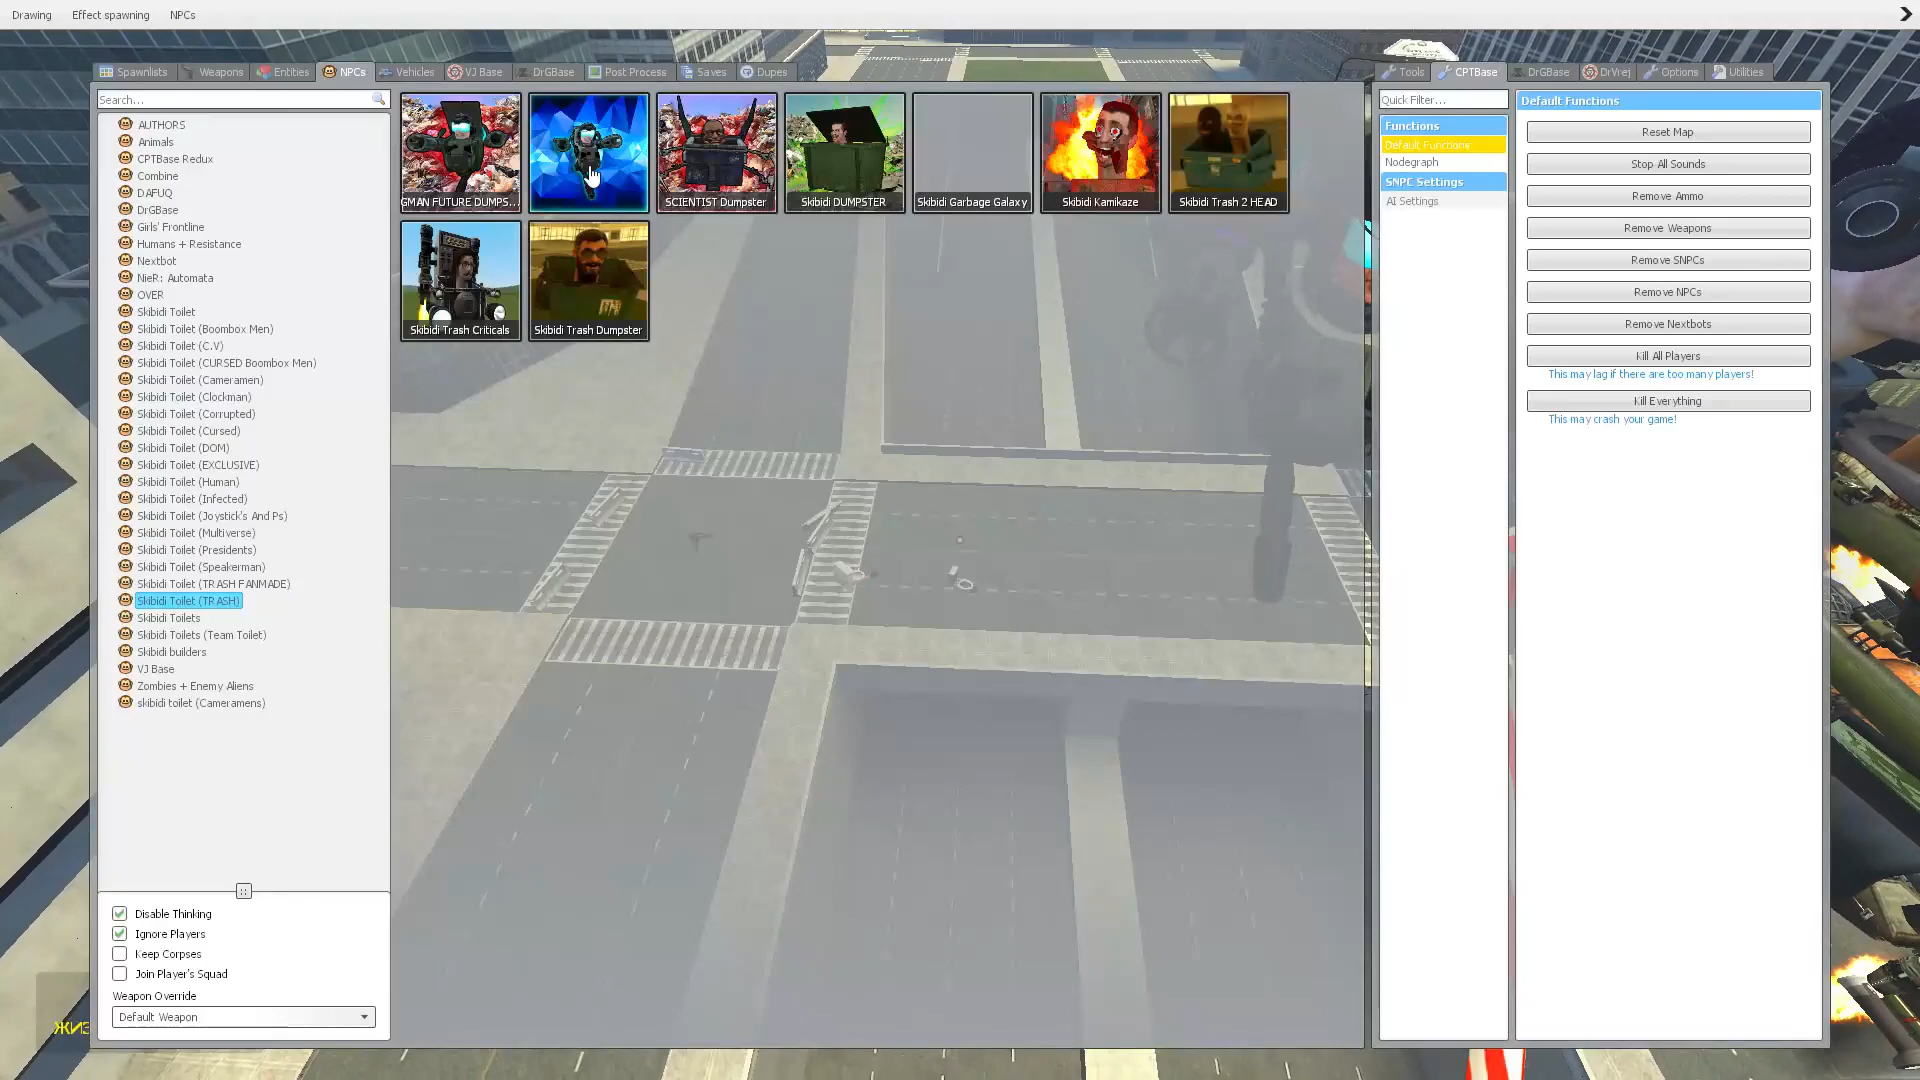 Drawing Effect spawning NPCs
Spawnlists Weapons Entities NPCs Vehicles VJ Base DrGBase Post Process Saves Dupes
Tools CPTBase DrGBase DrVrej Options Utilities
Search...
AUTHORS
Animals
CPTBase Redux
Combine
DAFUQ
DrGBase
Girls' Frontline
Humans + Resistance
Nextbot
NieR: Automata
OVER
Skibidi Toilet
Skibidi Toilet (Boombox Men)
Skibidi Toilet (C.V)
Skibidi Toilet (CURSED Boombox Men)
Skibidi Toilet (Cameramen)
Skibidi Toilet (Clockman)
Skibidi Toilet (Corrupted)
Skibidi Toilet (Cursed)
Skibidi Toilet (DOM)
Skibidi Toilet (EXCLUSIVE)
Skibidi Toilet (Human)
Skibidi Toilet (Infected)
Skibidi Toilet (Joystick's And Ps)
Skibidi Toilet (Multiverse)
Skibidi Toilet (Presidents)
Skibidi Toilet (Speakerman)
Skibidi Toilet (TRASH FANMADE)
Skibidi Toilet (TRASH)
Skibidi Toilets
Skibidi Toilets (Team Toilet)
Skibidi builders
VJ Base
Zombies + Enemy Aliens
skibidi toilet (Cameramens)
Disable Thinking
Ignore Players
Keep Corpses
Join Player's Squad
Weapon Override
Default Weapon
ЖИЗ
GMAN FUTURE DUMPS...
SCIENTIST Dumpster
Skibidi DUMPSTER
Skibidi Garbage Galaxy
Skibidi Kamikaze
Skibidi Trash 2 HEAD
Skibidi Trash Criticals
Skibidi Trash Dumpster
Quick Filter...
Functions
Default Functions
Nodegraph
SNPC Settings
AI Settings
Default Functions
Reset Map
Stop All Sounds
Remove Ammo
Remove Weapons
Remove SNPCs
Remove NPCs
Remove Nextbots
Kill All Players
This may lag if there are too many players!
Kill Everything
This may crash your game!